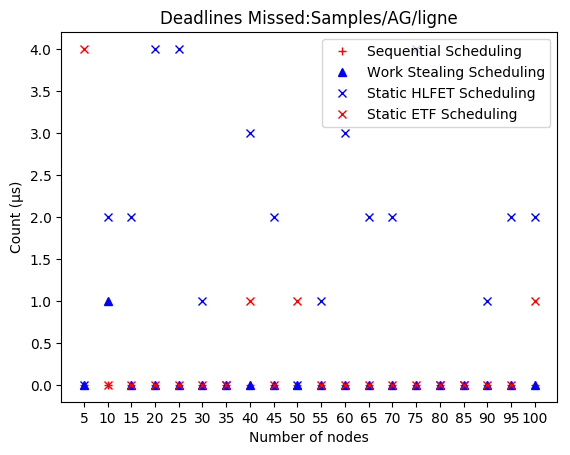 Deadlines Missed:Samples/AG/ligne
Sequential Scheduling
Work Stealing Scheduling
Static HLFET Scheduling
Static ETF Scheduling
Count (µs)
4.0
3.5
3.0
2.5
2.0
1.5
1.0
0.5
0.0
5 10 15 20 25 30 35 40 45 50 55 60 65 70 75 80 85 90 95 100
Number of nodes